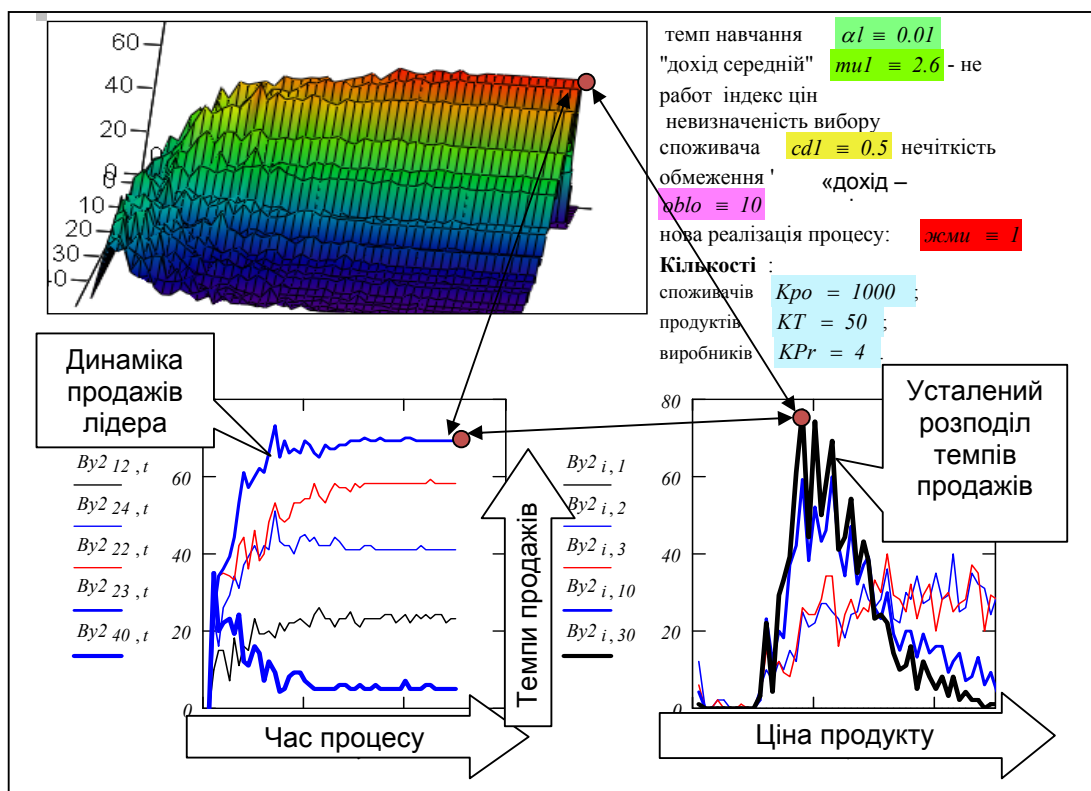 60
40
20
0
0
10
20
30
40
темп навчання αl ≡ 0.01
"дохід середній" mu1 ≡ 2.6 - не
работ індекс цін
невизначеність вибору
споживача cd1 ≡ 0.5 нечіткість
обмеження ' «дохід –
oblo ≡ 10
нова реалізація процесу: жми ≡ 1
Кількості :
споживачів Kpo = 1000 ;
продуктів KT = 50 ;
виробників KPr = 4 .
Динаміка
продажів
лідера
By2 12 , t
By2 24 , t
By2 22 , t
By2 23 , t
By2 40 , t
60
40
20
0
Час процесу
Темпи продажів
By2 i , 1
By2 i , 2
By2 i , 3
By2 i , 10
By2 i , 30
80
60
40
20
0
Усталений
розподіл
темпів
продажів
Ціна продукту